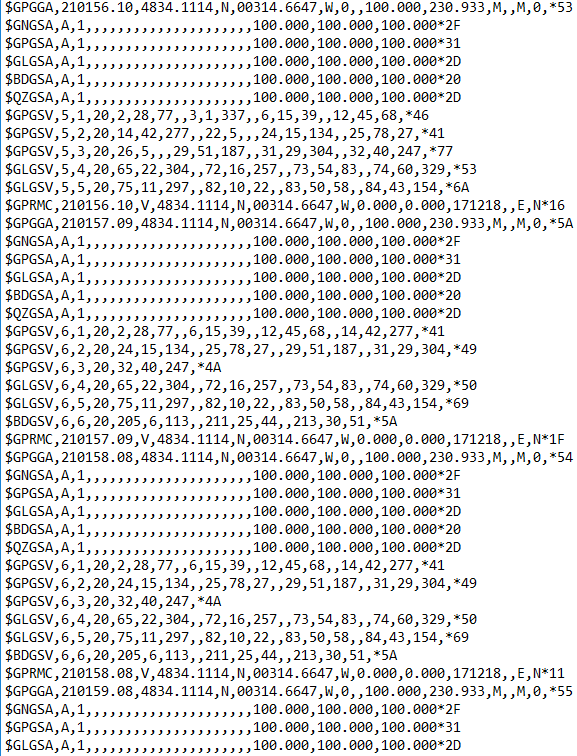 $GPGGA,210156.10,4834.1114,N,00314.6647,W,0,,100.000,230.933,M,,M,0,*53
$GNGSA,A,1,,,,,,,,,,,,,,,,,,,,,100.000,100.000,100.000*2F
$GPGSA,A,1,,,,,,,,,,,,,,,,,,,,,100.000,100.000,100.000*31
$GLGSA,A,1,,,,,,,,,,,,,,,,,,,,,100.000,100.000,100.000*2D
$BDGSA,A,1,,,,,,,,,,,,,,,,,,,,,100.000,100.000,100.000*20
$QZGSA,A,1,,,,,,,,,,,,,,,,,,,,,100.000,100.000,100.000*2D
$GPGSV,5,1,20,2,28,77,,3,1,337,,6,15,39,,12,45,68,*46
$GPGSV,5,2,20,14,42,277,,22,5,,,24,15,134,,25,78,27,*41
$GPGSV,5,3,20,26,5,,,29,51,187,,31,29,304,,32,40,247,*77
$GLGSV,5,4,20,65,22,304,,72,16,257,,73,54,83,,74,60,329,*53
$GLGSV,5,5,20,75,11,297,,82,10,22,,83,50,58,,84,43,154,*6A
$GPRMC,210156.10,V,4834.1114,N,00314.6647,W,0.000,0.000,171218,,E,N*16
$GPGGA,210157.09,4834.1114,N,00314.6647,W,0,,100.000,230.933,M,,M,0,*5A
$GNGSA,A,1,,,,,,,,,,,,,,,,,,,,,100.000,100.000,100.000*2F
$GPGSA,A,1,,,,,,,,,,,,,,,,,,,,,100.000,100.000,100.000*31
$GLGSA,A,1,,,,,,,,,,,,,,,,,,,,,100.000,100.000,100.000*2D
$BDGSA,A,1,,,,,,,,,,,,,,,,,,,,,100.000,100.000,100.000*20
$QZGSA,A,1,,,,,,,,,,,,,,,,,,,,,100.000,100.000,100.000*2D
$GPGSV,6,1,20,2,28,77,,6,15,39,,12,45,68,,14,42,277,*41
$GPGSV,6,2,20,24,15,134,,25,78,27,,29,51,187,,31,29,304,*49
$GPGSV,6,3,20,32,40,247,*4A
$GLGSV,6,4,20,65,22,304,,72,16,257,,73,54,83,,74,60,329,*50
$GLGSV,6,5,20,75,11,297,,82,10,22,,83,50,58,,84,43,154,*69
$BDGSV,6,6,20,205,6,113,,211,25,44,,213,30,51,*5A
$GPRMC,210157.09,V,4834.1114,N,00314.6647,W,0.000,0.000,171218,,E,N*1F
$GPGGA,210158.08,4834.1114,N,00314.6647,W,0,,100.000,230.933,M,,M,0,*54
$GNGSA,A,1,,,,,,,,,,,,,,,,,,,,,100.000,100.000,100.000*2F
$GPGSA,A,1,,,,,,,,,,,,,,,,,,,,,100.000,100.000,100.000*31
$GLGSA,A,1,,,,,,,,,,,,,,,,,,,,,100.000,100.000,100.000*2D
$BDGSA,A,1,,,,,,,,,,,,,,,,,,,,,100.000,100.000,100.000*20
$QZGSA,A,1,,,,,,,,,,,,,,,,,,,,,100.000,100.000,100.000*2D
$GPGSV,6,1,20,2,28,77,,6,15,39,,12,45,68,,14,42,277,*41
$GPGSV,6,2,20,24,15,134,,25,78,27,,29,51,187,,31,29,304,*49
$GPGSV,6,3,20,32,40,247,*4A
$GLGSV,6,4,20,65,22,304,,72,16,257,,73,54,83,,74,60,329,*50
$GLGSV,6,5,20,75,11,297,,82,10,22,,83,50,58,,84,43,154,*69
$BDGSV,6,6,20,205,6,113,,211,25,44,,213,30,51,*5A
$GPRMC,210158.08,V,4834.1114,N,00314.6647,W,0.000,0.000,171218,,E,N*11
$GPGGA,210159.08,4834.1114,N,00314.6647,W,0,,100.000,230.933,M,,M,0,*55
$GNGSA,A,1,,,,,,,,,,,,,,,,,,,,,100.000,100.000,100.000*2F
$GPGSA,A,1,,,,,,,,,,,,,,,,,,,,,100.000,100.000,100.000*31
$GLGSA,A,1,,,,,,,,,,,,,,,,,,,,,100.000,100.000,100.000*2D